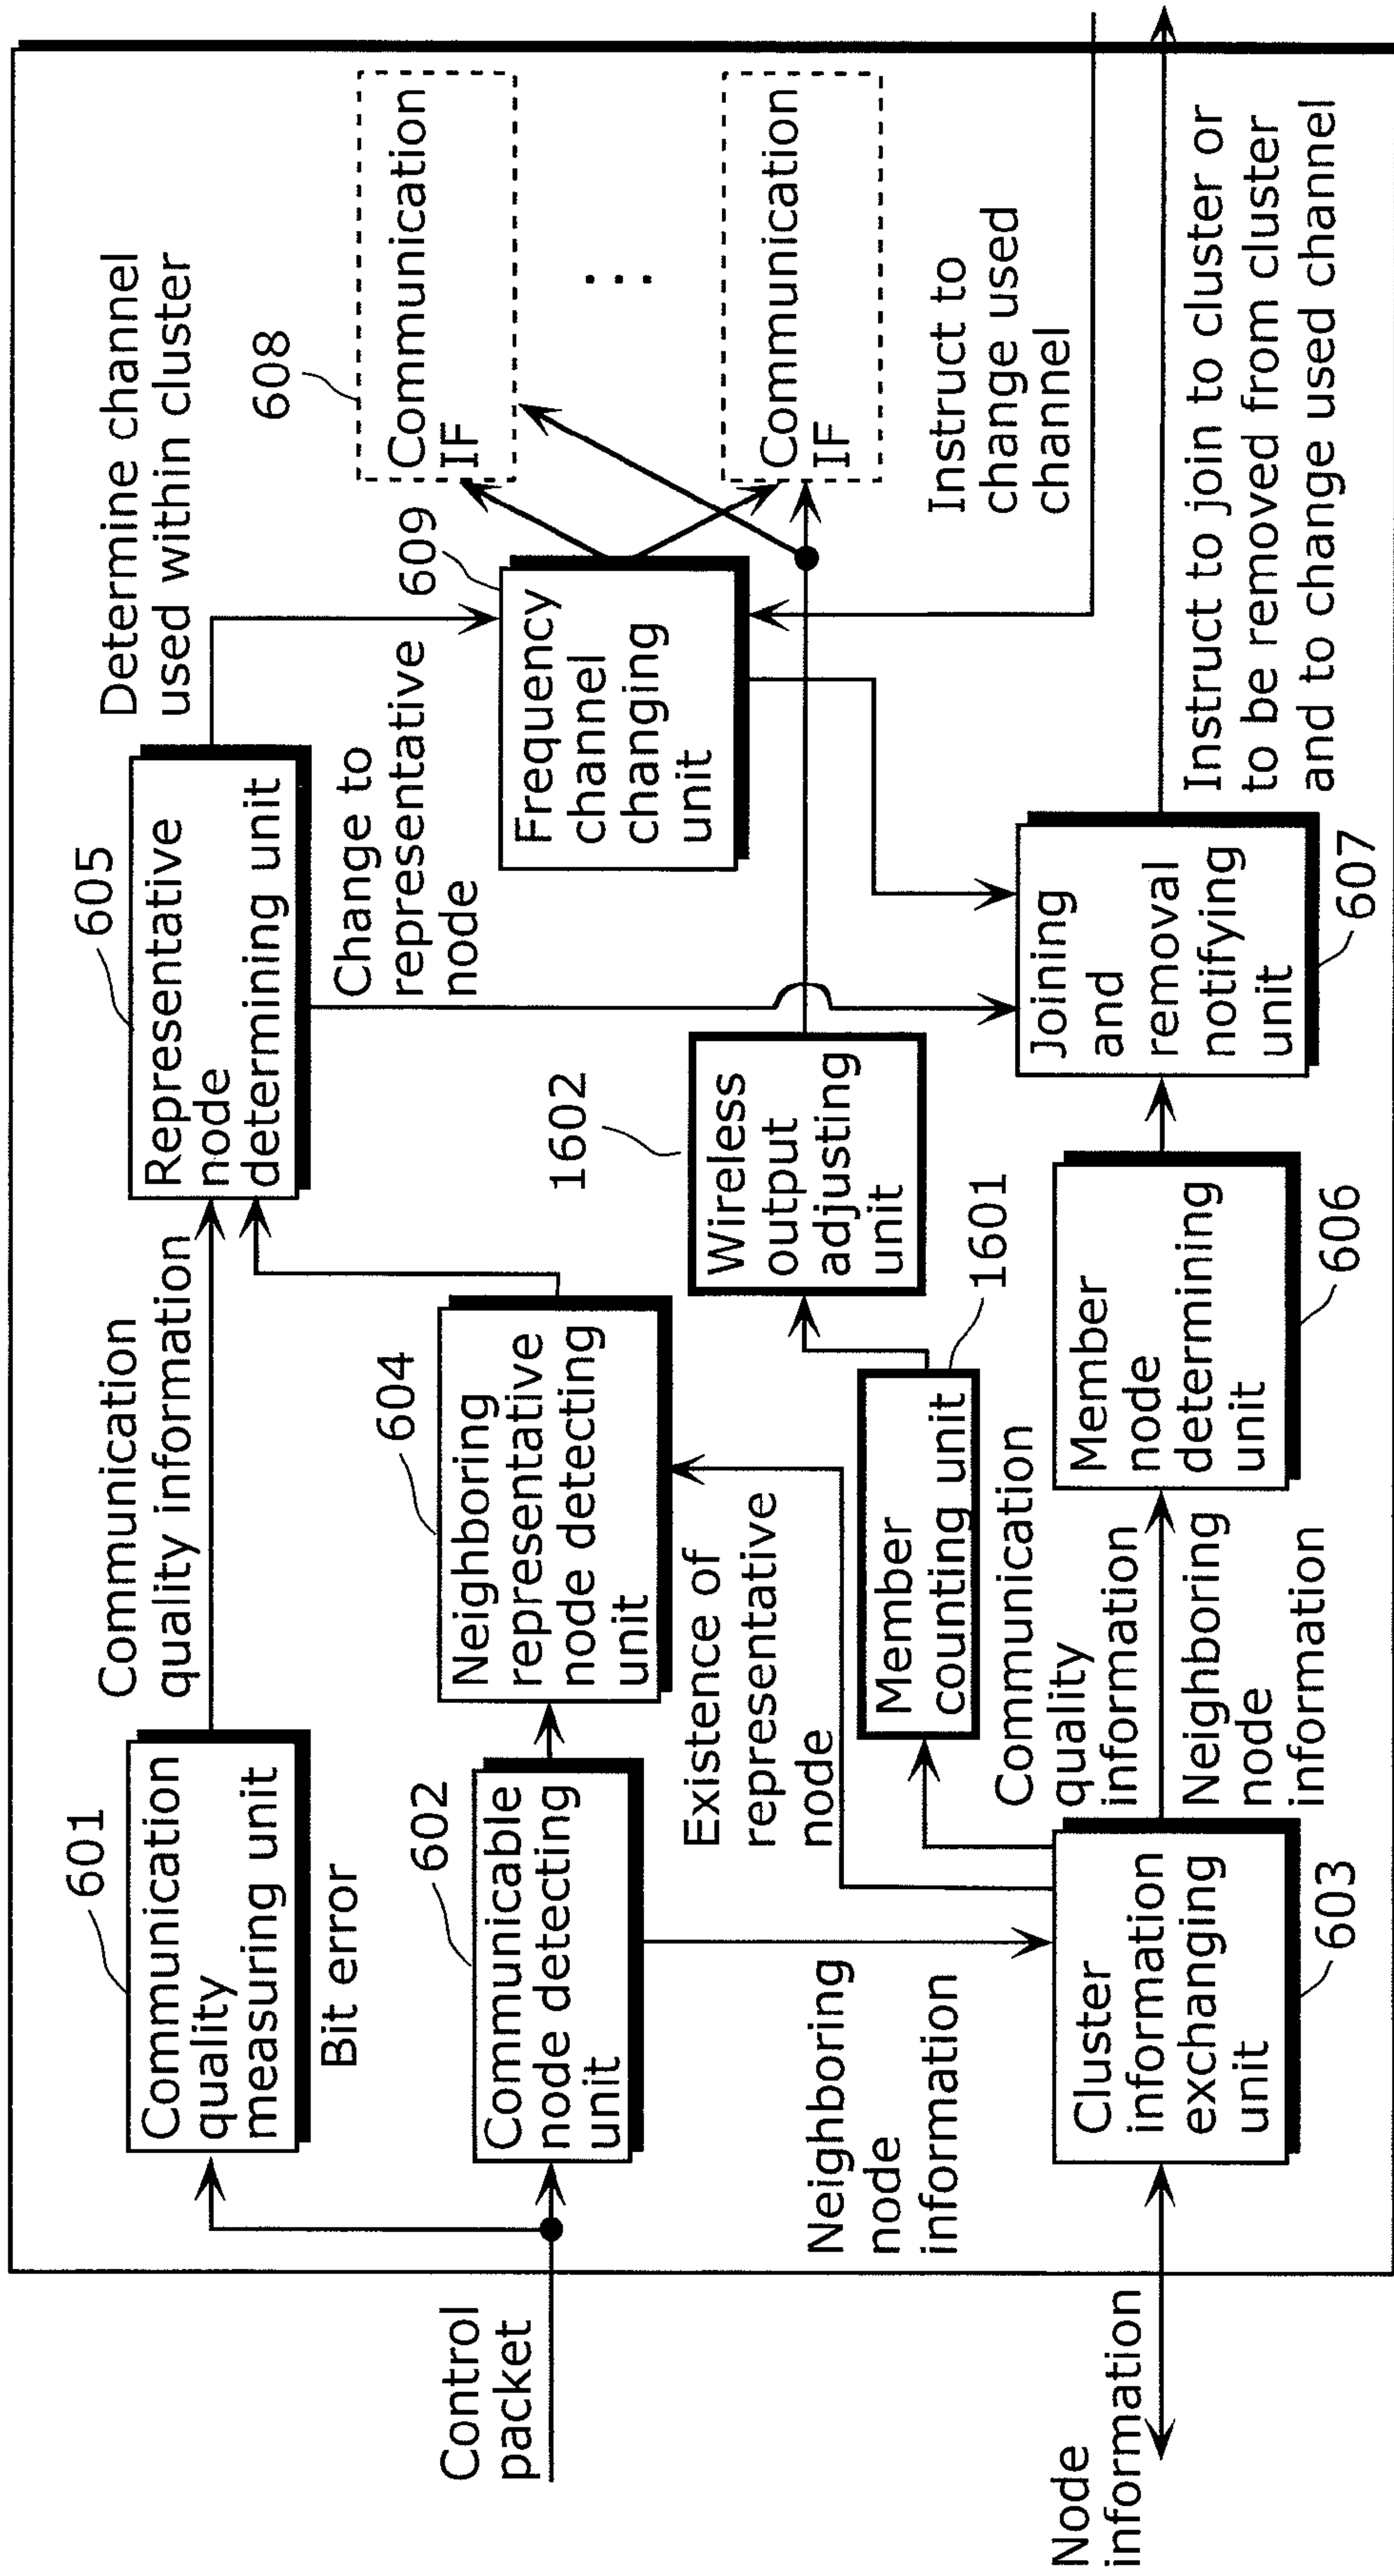 Control
packet
Node
information
601
Communication
quality
measuring unit
Bit error
602
Communicable
node detecting
unit
Neighboring
node
information
Cluster
information
exchanging
unit
603
Communication
quality information
604
Neighboring
representative
node detecting
unit
Existence of
representative
node
Member
counting unit
1601
Communication
quality
information
Neighboring
node
information
Member
node
determining
unit
606
605
Representative
node
determining unit
Change to
representative
node
1602
Wireless
output
adjusting
unit
Joining
and
removal
notifying
unit
607
Determine channel
used within cluster
609
Frequency
channel
changing
unit
608
Communication
IF
...
Communication
IF
Instruct to
change used
channel
Instruct to join to cluster or
to be removed from cluster
and to change used channel